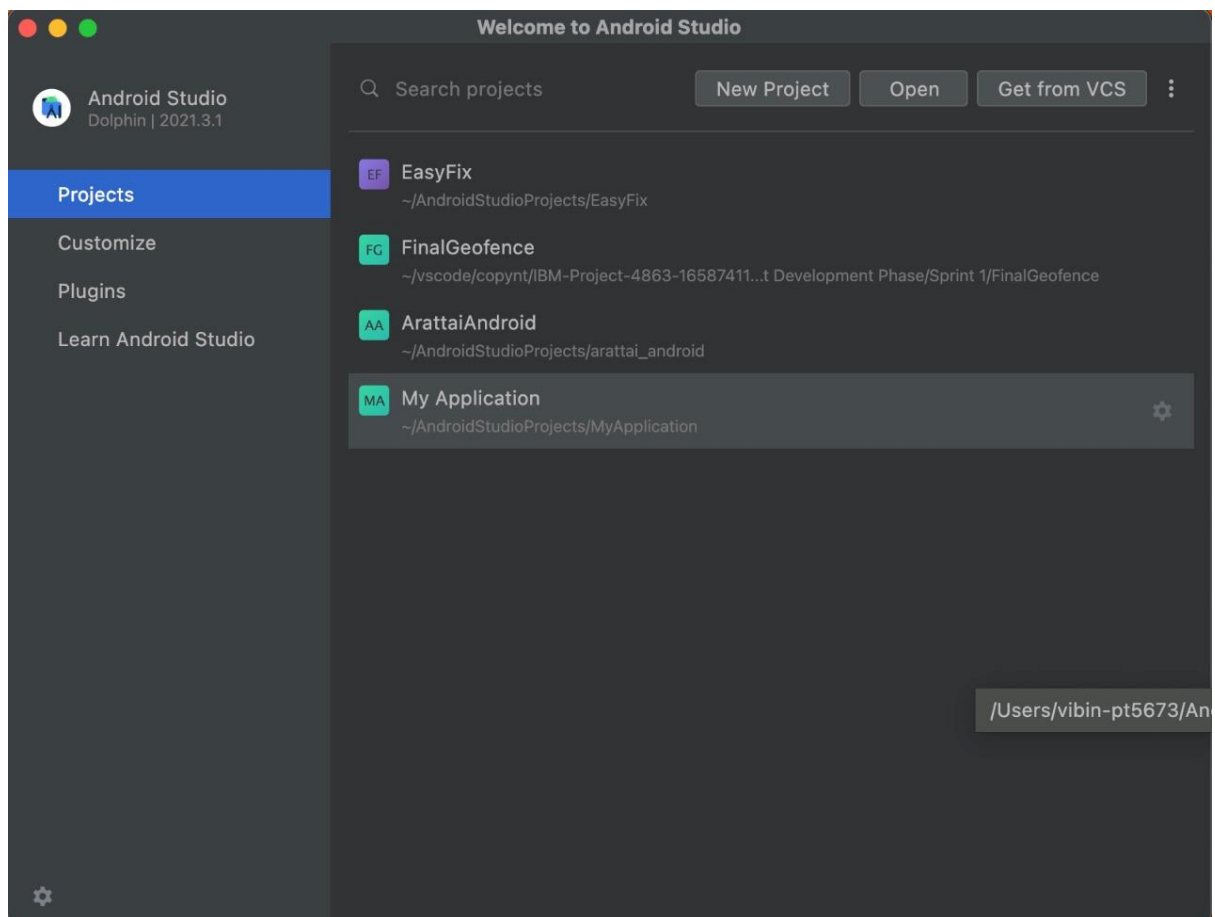 Welcome to Android Studio
Android Studio
Dolphin | 2021.3.1
Projects
Customize
Plugins
Learn Android Studio
Search projects
New Project
Open
Get from VCS
EF
EasyFix
~/AndroidStudioProjects/EasyFix
FG
FinalGeofence
~/vscode/copynt/IBM-Project-4863-16587411...t Development Phase/Sprint 1/FinalGeofence
AA
ArattaiAndroid
~/AndroidStudioProjects/arattai_android
MA
My Application
~/AndroidStudioProjects/MyApplication
/Users/vibin-pt5673/An